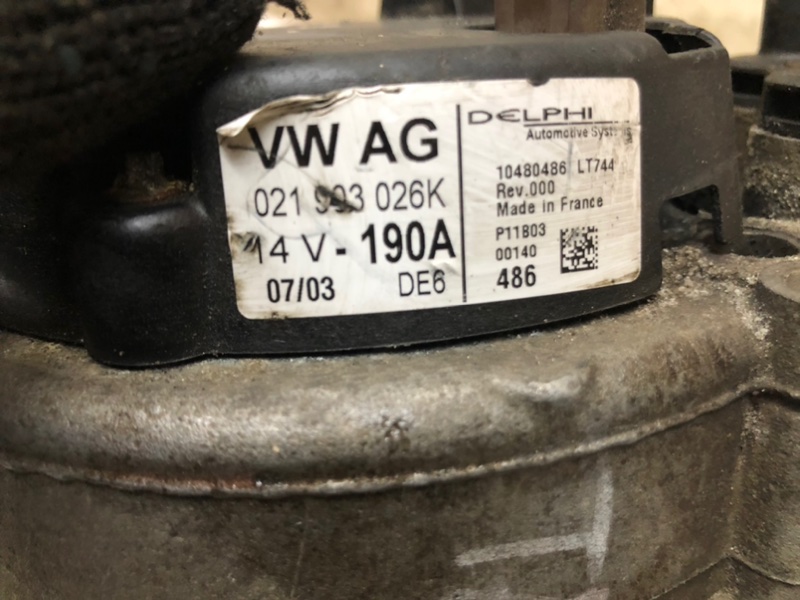 VW AG
021 903 026K
14 V - 190A
07/03 DE6
DELPHI
Automotive Systems
10480486 LT744
Rev.000
Made in France
P11B03
00140
486